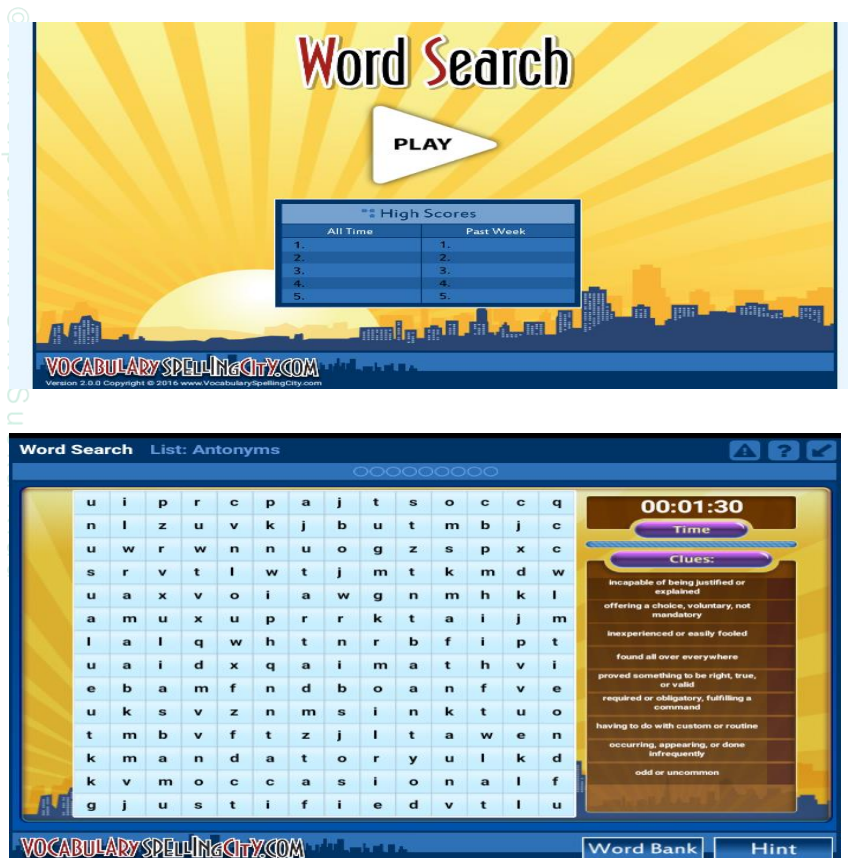 Word Search
PLAY
High Scores
All Time Past Week
1. 1.
2. 2.
3. 3.
4. 4.
5. 5.
VOCABULARYSPELLINGCITY.COM
Version 2.0.0 Copyright © 2016 www.VocabularySpellingCity.com
Word Search List: Antonyms
u i p r c p a j t s o c c q
n l z u v k j b u t m b j c
u w r w n n u o g z s p x c
s r v t l w t j m t k m d w
u a x v o i a w g n m h k l
a m u x u p r r k t a i j m
l a l q w h t n r b f i p t
u a i d x q a i m a t h v i
e b a m f n d b o a n f v e
u k s v z n m s i n k t u o
t m b v f t z j l t a w e n
k m a n d a t o r y u l k d
k v m o c c a s i o n a l f
g j u s t i f i e d v t l u
00:01:30
Time
Clues:
incapable of being justified or
explained
offering a choice, voluntary, not
mandatory
inexperienced or easily fooled
found all over everywhere
proved something to be right, true,
or valid
required or obligatory, fulfilling a
command
having to do with custom or routine
occurring, appearing, or done
infrequently
odd or uncommon
VOCABULARYSPELLINGCITY.COM
Word Bank Hint